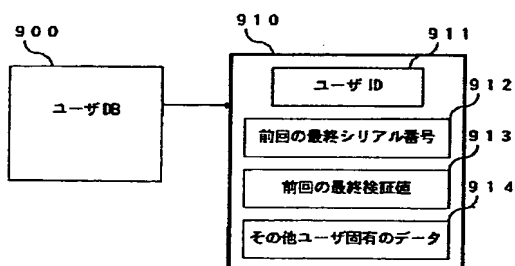 900
910
911
ユーザDB
ユーザID
912
前回の最終シリアル番号
913
前回の最終検証値
914
その他ユーザ固有のデータ